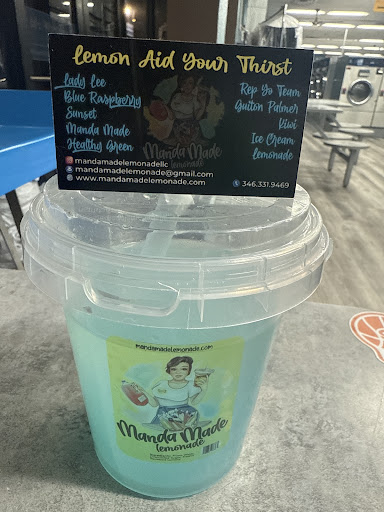 Lemon Aid Your Thirst
Lady Lee
Blue Raspberry
Sunset
Manda Made
Healthy Green
Rep Yo Team
Guiton Palmer
Kiwi
Ice Cream
lemonade
Manda Made
lemonade
mandamadelemonadellc
mandamadelemonade@gmail.com
www.mandamadelemonade.com
346.331.9469
mandamadelemonade.com
Manda Made
lemonade